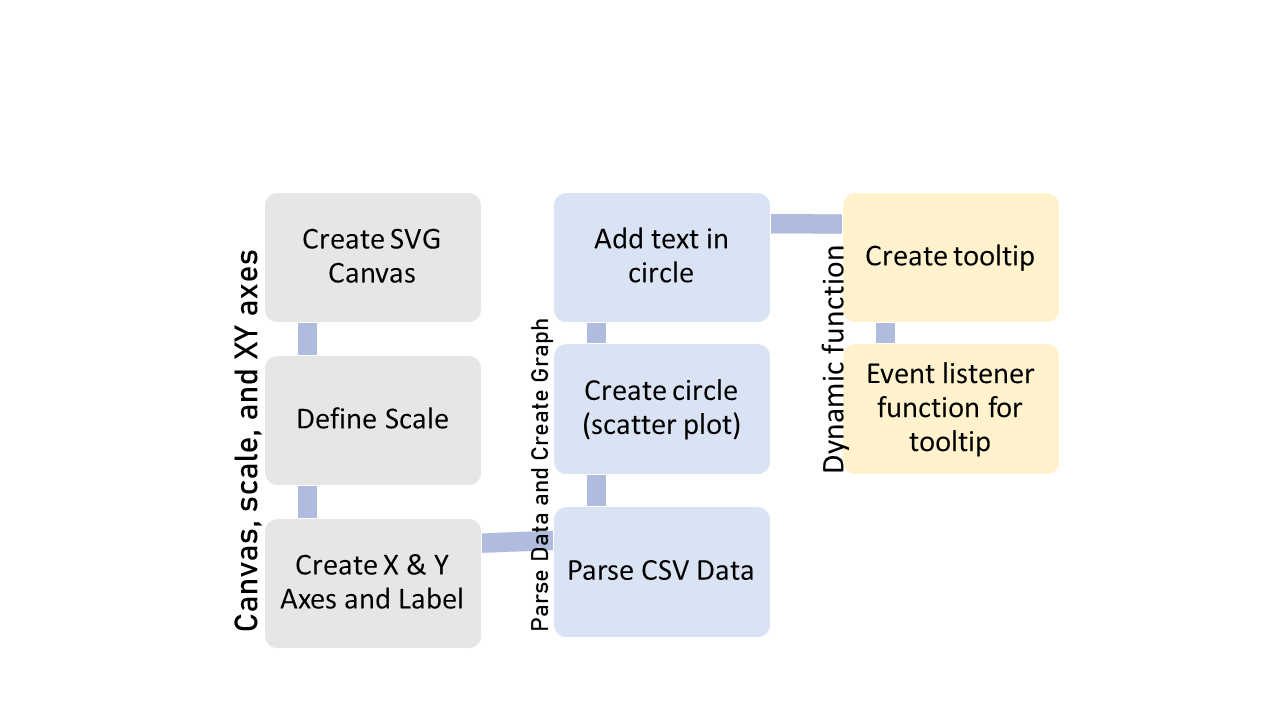 Canvas, scale, and XY axes
Create SVG
Canvas
Define Scale
Create X & Y
Axes and Label
Parse Data and Create Graph
Add text in
circle
Create circle
(scatter plot)
Parse CSV Data
Dynamic function
Create tooltip
Event listener
function for
tooltip